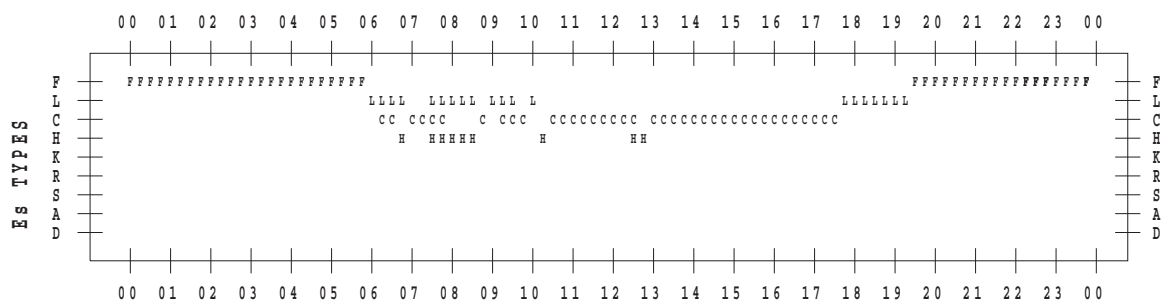 00 01 02 03 04 05 06 07 08 09 10 11 12 13 14 15 16 17 18 19 20 21 22 23 00
Es TYPES
F FFFFFFFFFFFFFFFFFFFFFFFF FFFFFFFFFFFFFFFFFF F
L LLLL LLLLL LLL L LLLLLLL L
C CC CCCC C CCC CCCCCCCCC CCCCCCCCCCCCCCCCCCC C
H H HHHHH H HH H
K K
R R
S S
A A
D D
00 01 02 03 04 05 06 07 08 09 10 11 12 13 14 15 16 17 18 19 20 21 22 23 00